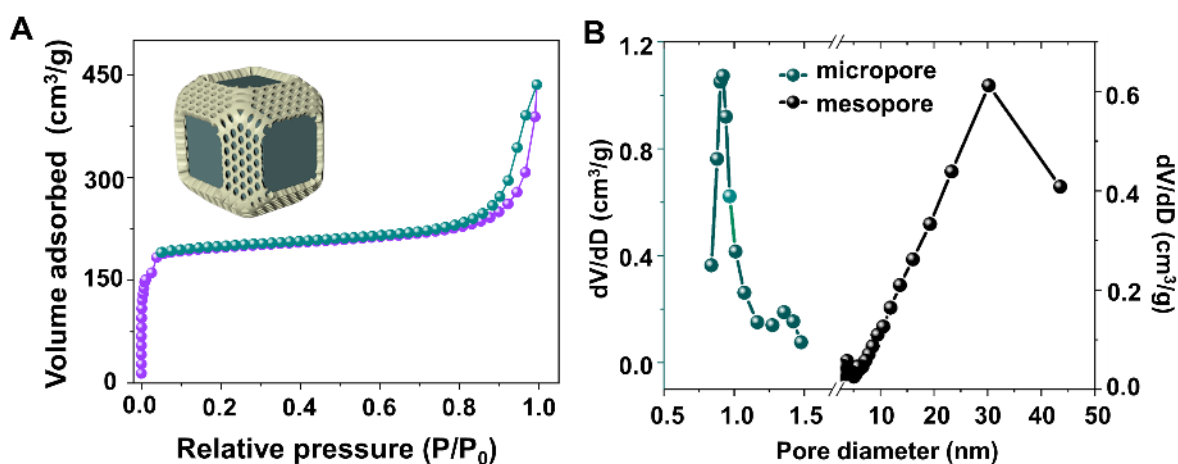 A
Volume adsorbed (cm³/g)
450
300
150
0
0.0 0.2 0.4 0.6 0.8 1.0
Relative pressure (P/P₀)
B
dV/dD (cm³/g)
1.2
0.8
0.4
0.0
micropore
mesopore
0.6
0.4
0.2
0.0
dV/dD (cm³/g)
0.5 1.0 1.5 10 20 30 40 50
Pore diameter (nm)